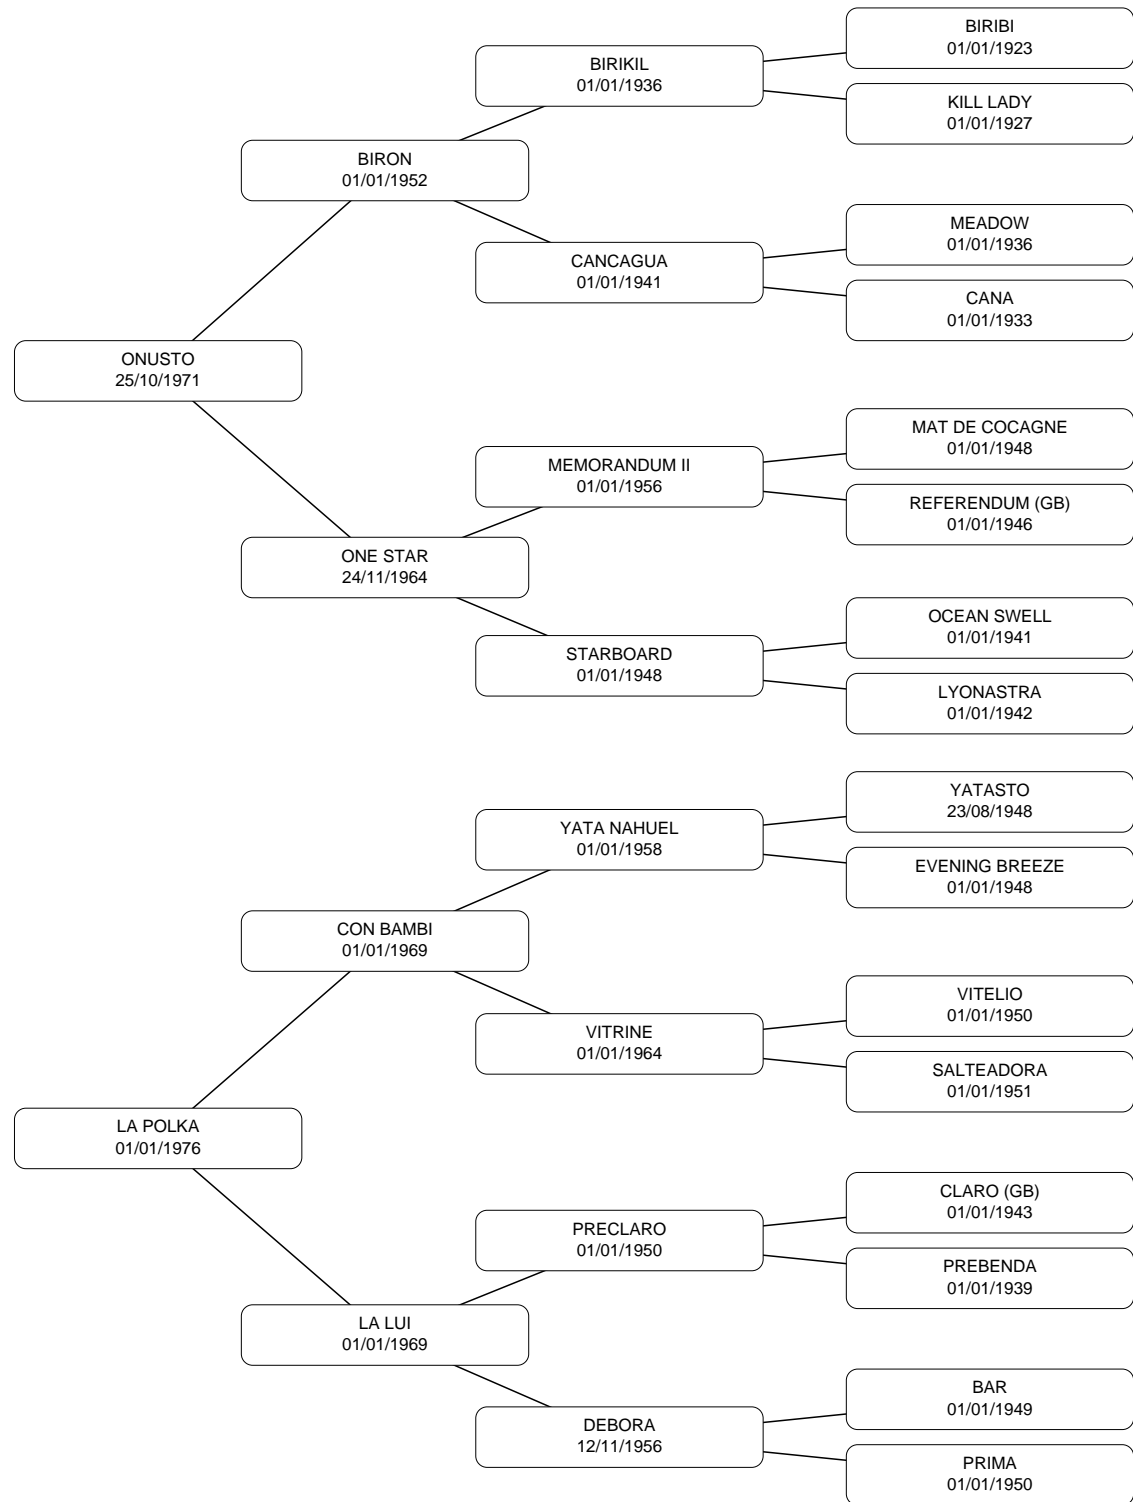 BIRIBI
01/01/1923
BIRIKIL
01/01/1936
KILL LADY
01/01/1927
BIRON
01/01/1952
MEADOW
01/01/1936
CANCAGUA
01/01/1941
CANA
01/01/1933
ONUSTO
25/10/1971
MAT DE COCAGNE
01/01/1948
MEMORANDUM II
01/01/1956
REFERENDUM (GB)
01/01/1946
ONE STAR
24/11/1964
OCEAN SWELL
01/01/1941
STARBOARD
01/01/1948
LYONASTRA
01/01/1942
YATASTO
23/08/1948
YATA NAHUEL
01/01/1958
EVENING BREEZE
01/01/1948
CON BAMBI
01/01/1969
VITELIO
01/01/1950
VITRINE
01/01/1964
SALTEADORA
01/01/1951
LA POLKA
01/01/1976
CLARO (GB)
01/01/1943
PRECLARO
01/01/1950
PREBENDA
01/01/1939
LA LUI
01/01/1969
BAR
01/01/1949
DEBORA
12/11/1956
PRIMA
01/01/1950